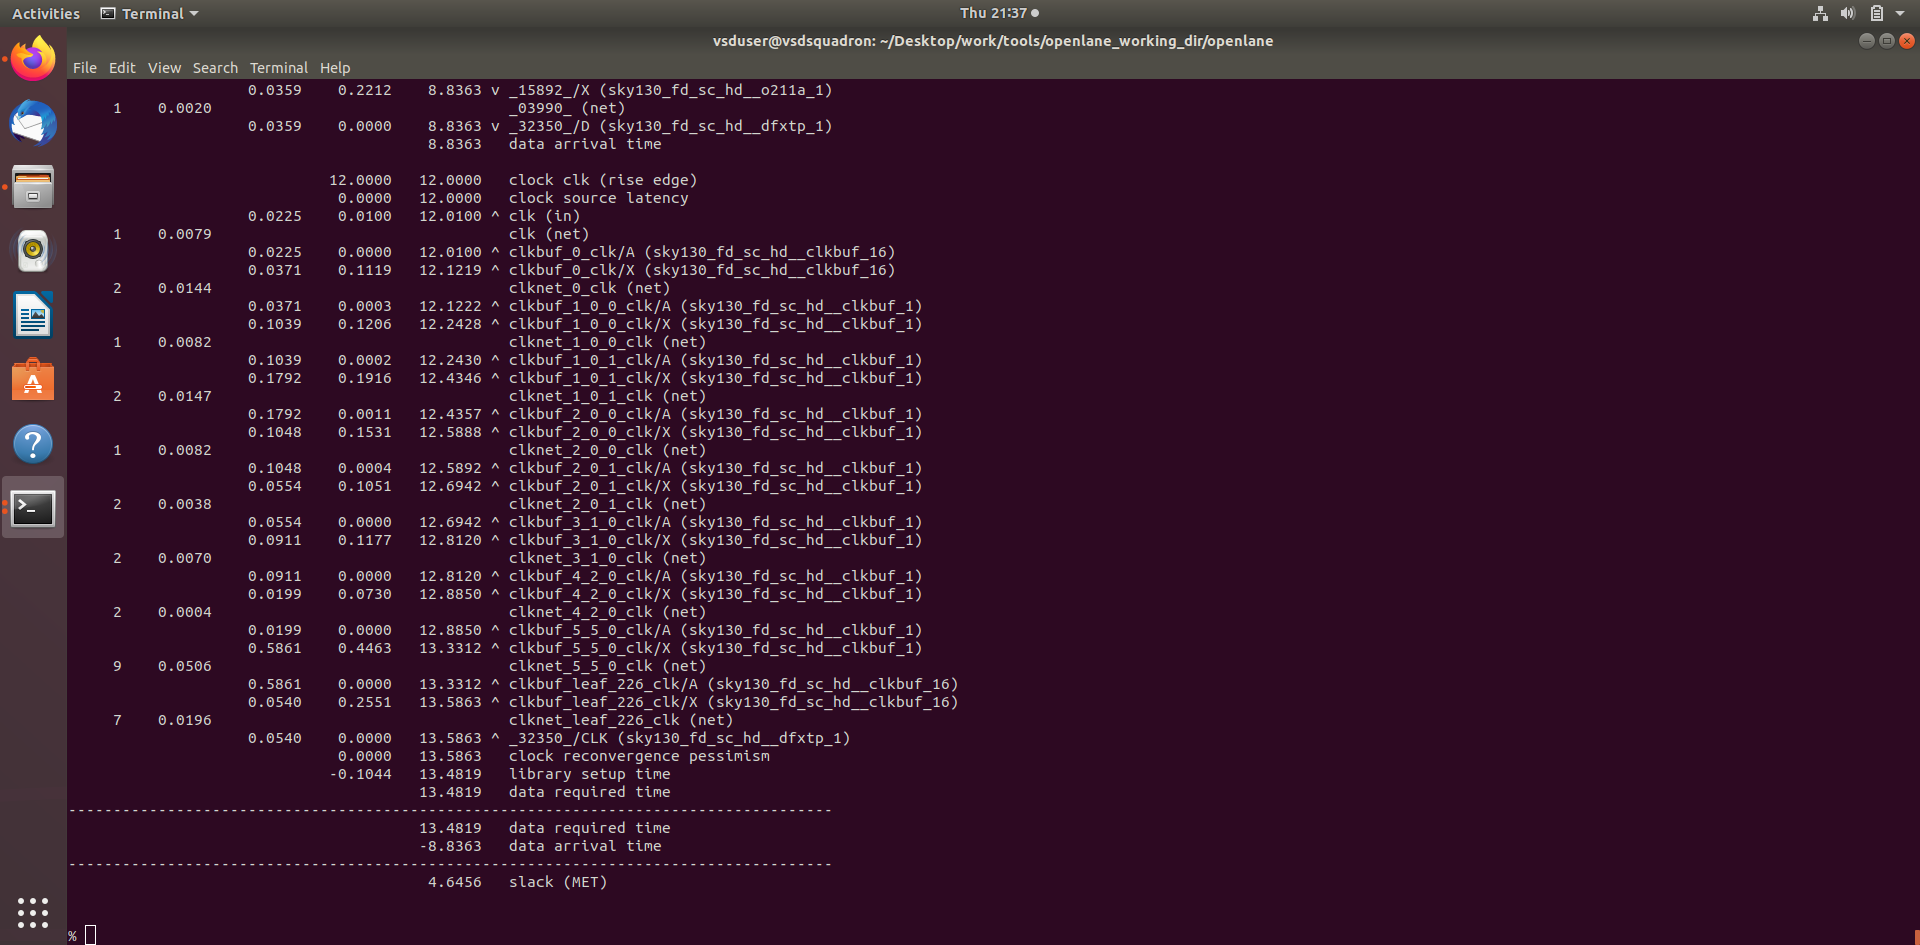 Activities Terminal Thu 21:37
vsduser@vsdsquadron: ~/Desktop/work/tools/openlane_working_dir/openlane
File Edit View Search Terminal Help
0.0359 0.2212 8.8363 v _15892_/X (sky130_fd_sc_hd__o211a_1)
1 0.0020 _03990_ (net)
0.0359 0.0000 8.8363 v _32350_/D (sky130_fd_sc_hd__dfxtp_1)
8.8363 data arrival time
12.0000 12.0000 clock clk (rise edge)
0.0000 12.0000 clock source latency
0.0225 0.0100 12.0100 ^ clk (in)
1 0.0079 clk (net)
0.0225 0.0000 12.0100 ^ clkbuf_0_clk/A (sky130_fd_sc_hd__clkbuf_16)
0.0371 0.1119 12.1219 ^ clkbuf_0_clk/X (sky130_fd_sc_hd__clkbuf_16)
2 0.0144 clknet_0_clk (net)
0.0371 0.0003 12.1222 ^ clkbuf_1_0_0_clk/A (sky130_fd_sc_hd__clkbuf_1)
0.1039 0.1206 12.2428 ^ clkbuf_1_0_0_clk/X (sky130_fd_sc_hd__clkbuf_1)
1 0.0082 clknet_1_0_0_clk (net)
0.1039 0.0002 12.2430 ^ clkbuf_1_0_1_clk/A (sky130_fd_sc_hd__clkbuf_1)
0.1792 0.1916 12.4346 ^ clkbuf_1_0_1_clk/X (sky130_fd_sc_hd__clkbuf_1)
2 0.0147 clknet_1_0_1_clk (net)
0.1792 0.0011 12.4357 ^ clkbuf_2_0_0_clk/A (sky130_fd_sc_hd__clkbuf_1)
0.1048 0.1531 12.5888 ^ clkbuf_2_0_0_clk/X (sky130_fd_sc_hd__clkbuf_1)
1 0.0082 clknet_2_0_0_clk (net)
0.1048 0.0004 12.5892 ^ clkbuf_2_0_1_clk/A (sky130_fd_sc_hd__clkbuf_1)
0.0554 0.1051 12.6942 ^ clkbuf_2_0_1_clk/X (sky130_fd_sc_hd__clkbuf_1)
2 0.0038 clknet_2_0_1_clk (net)
0.0554 0.0000 12.6942 ^ clkbuf_3_1_0_clk/A (sky130_fd_sc_hd__clkbuf_1)
0.0911 0.1177 12.8120 ^ clkbuf_3_1_0_clk/X (sky130_fd_sc_hd__clkbuf_1)
2 0.0070 clknet_3_1_0_clk (net)
0.0911 0.0000 12.8120 ^ clkbuf_4_2_0_clk/A (sky130_fd_sc_hd__clkbuf_1)
0.0199 0.0730 12.8850 ^ clkbuf_4_2_0_clk/X (sky130_fd_sc_hd__clkbuf_1)
2 0.0004 clknet_4_2_0_clk (net)
0.0199 0.0000 12.8850 ^ clkbuf_5_5_0_clk/A (sky130_fd_sc_hd__clkbuf_1)
0.5861 0.4463 13.3312 ^ clkbuf_5_5_0_clk/X (sky130_fd_sc_hd__clkbuf_1)
9 0.0506 clknet_5_5_0_clk (net)
0.5861 0.0000 13.3312 ^ clkbuf_leaf_226_clk/A (sky130_fd_sc_hd__clkbuf_16)
0.0540 0.2551 13.5863 ^ clkbuf_leaf_226_clk/X (sky130_fd_sc_hd__clkbuf_16)
7 0.0196 clknet_leaf_226_clk (net)
0.0540 0.0000 13.5863 ^ _32350_/CLK (sky130_fd_sc_hd__dfxtp_1)
0.0000 13.5863 clock reconvergence pessimism
-0.1044 13.4819 library setup time
13.4819 data required time
-------------------------------------------------------------------------------------
13.4819 data required time
-8.8363 data arrival time
-------------------------------------------------------------------------------------
4.6456 slack (MET)
%